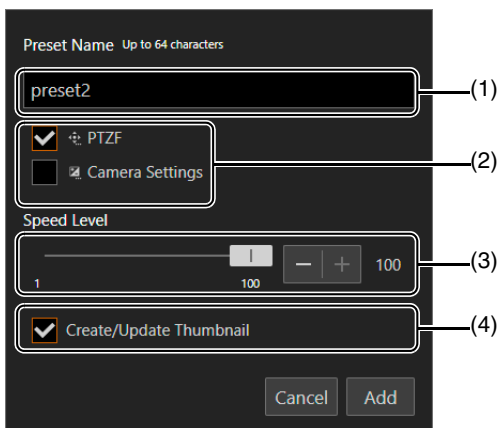 Preset Name Up to 64 characters
preset2
(1)
PTZF
(2)
Camera Settings
Speed Level
1
100
− + 100
(3)
Create/Update Thumbnail
(4)
Cancel Add